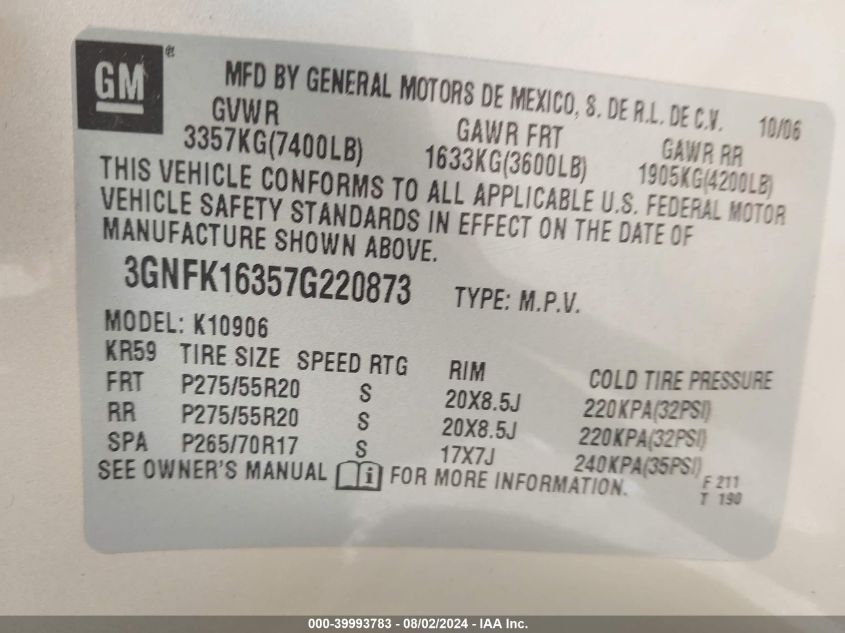 GM®
MFD BY GENERAL MOTORS DE MEXICO, S. DE R.L. DE C.V. 10/06
GVWR GAWR FRT GAWR RR
3357KG(7400LB) 1633KG(3600LB) 1905KG(4200LB)
THIS VEHICLE CONFORMS TO ALL APPLICABLE U.S. FEDERAL MOTOR
VEHICLE SAFETY STANDARDS IN EFFECT ON THE DATE OF
MANUFACTURE SHOWN ABOVE.
3GNFK16357G220873 TYPE: M.P.V.
MODEL: K10906
KR59 TIRE SIZE SPEED RTG RIM COLD TIRE PRESSURE
FRT P275/55R20 S 20X8.5J 220KPA(32PSI)
RR P275/55R20 S 20X8.5J 220KPA(32PSI)
SPA P265/70R17 S 17X7J 240KPA(35PSI)
SEE OWNER'S MANUAL i FOR MORE INFORMATION.
F 211
T 190
000-39993783 - 08/02/2024 - IAA Inc.